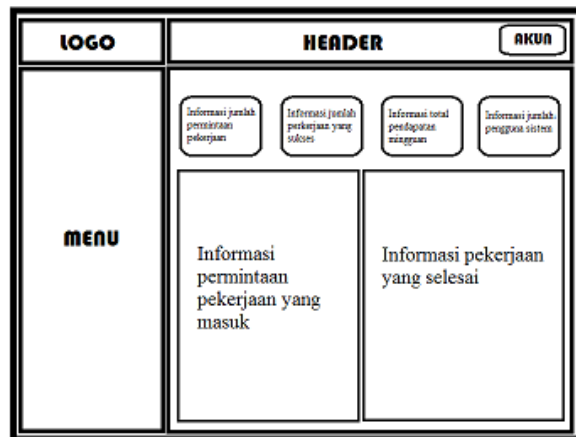 LOGO
HEADER
AKUN
Informasi jumlah
permintaan
pekerjaan
Informasi jumlah
perkerjaan yang
sukses
Informasi total
pendapatan
mingguan
Informasi jumlah
pengguna sistem
MENU
Informasi
permintaan
pekerjaan yang
masuk
Informasi pekerjaan
yang selesai